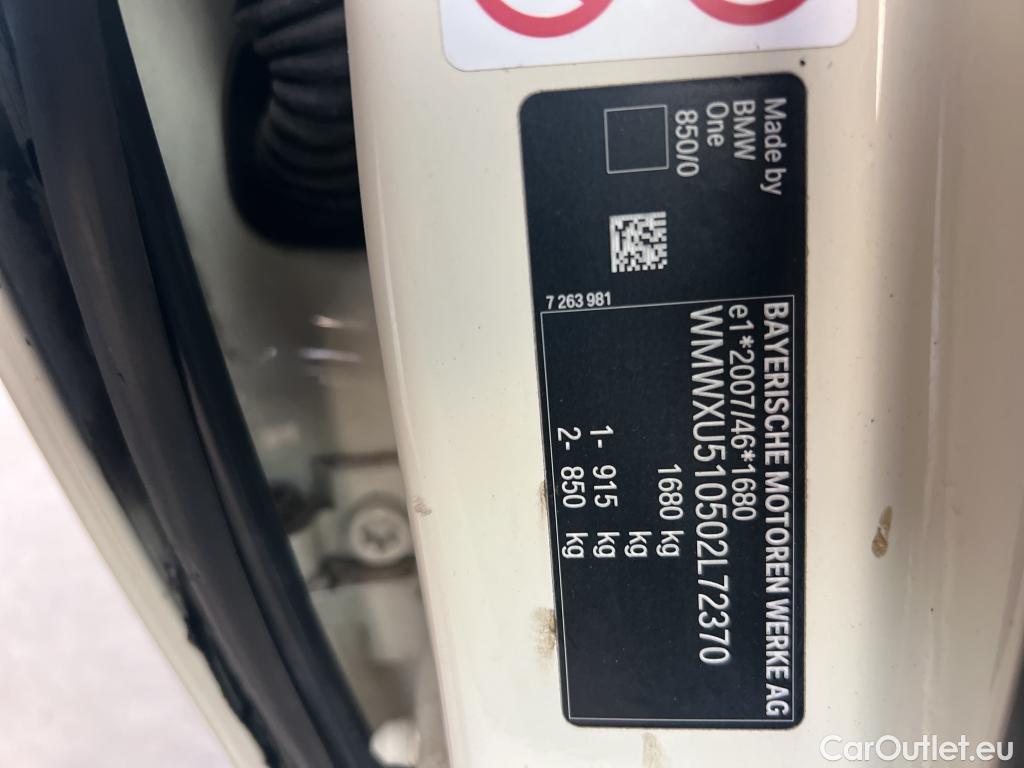 Made by
BMW
One
850/0
7 263 981
BAYERISCHE MOTOREN WERKE AG
e1*2007/46*1680
WMWXU510502L72370
1680 kg
kg
1- 915 kg
2- 850 kg
CarOutlet.eu